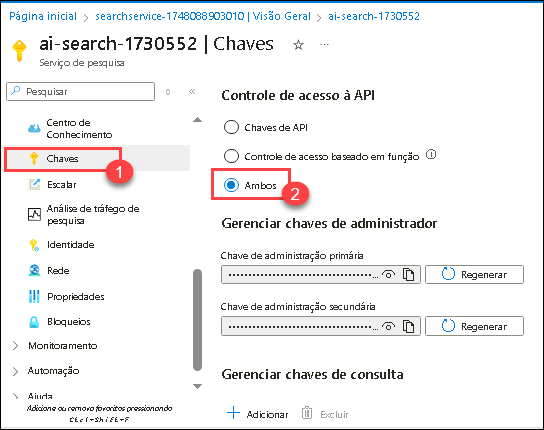 Página inicial > searchservice-1748088903010 | Visão Geral > ai-search-1730552
ai-search-1730552 | Chaves
Serviço de pesquisa
Pesquisar
Centro de
Conhecimento
Chaves
1
Escalar
Análise de tráfego de
pesquisa
Identidade
Rede
Propriedades
Bloqueios
Monitoramento
Automação
Ajuda
Adicione ou remova favoritos pressionando
Ctrl+Shift+F
Controle de acesso à API
Chaves de API
Controle de acesso baseado em função
Ambos
2
Gerenciar chaves de administrador
Chave de administração primária
Regenerar
Chave de administração secundária
Regenerar
Gerenciar chaves de consulta
Adicionar
Excluir